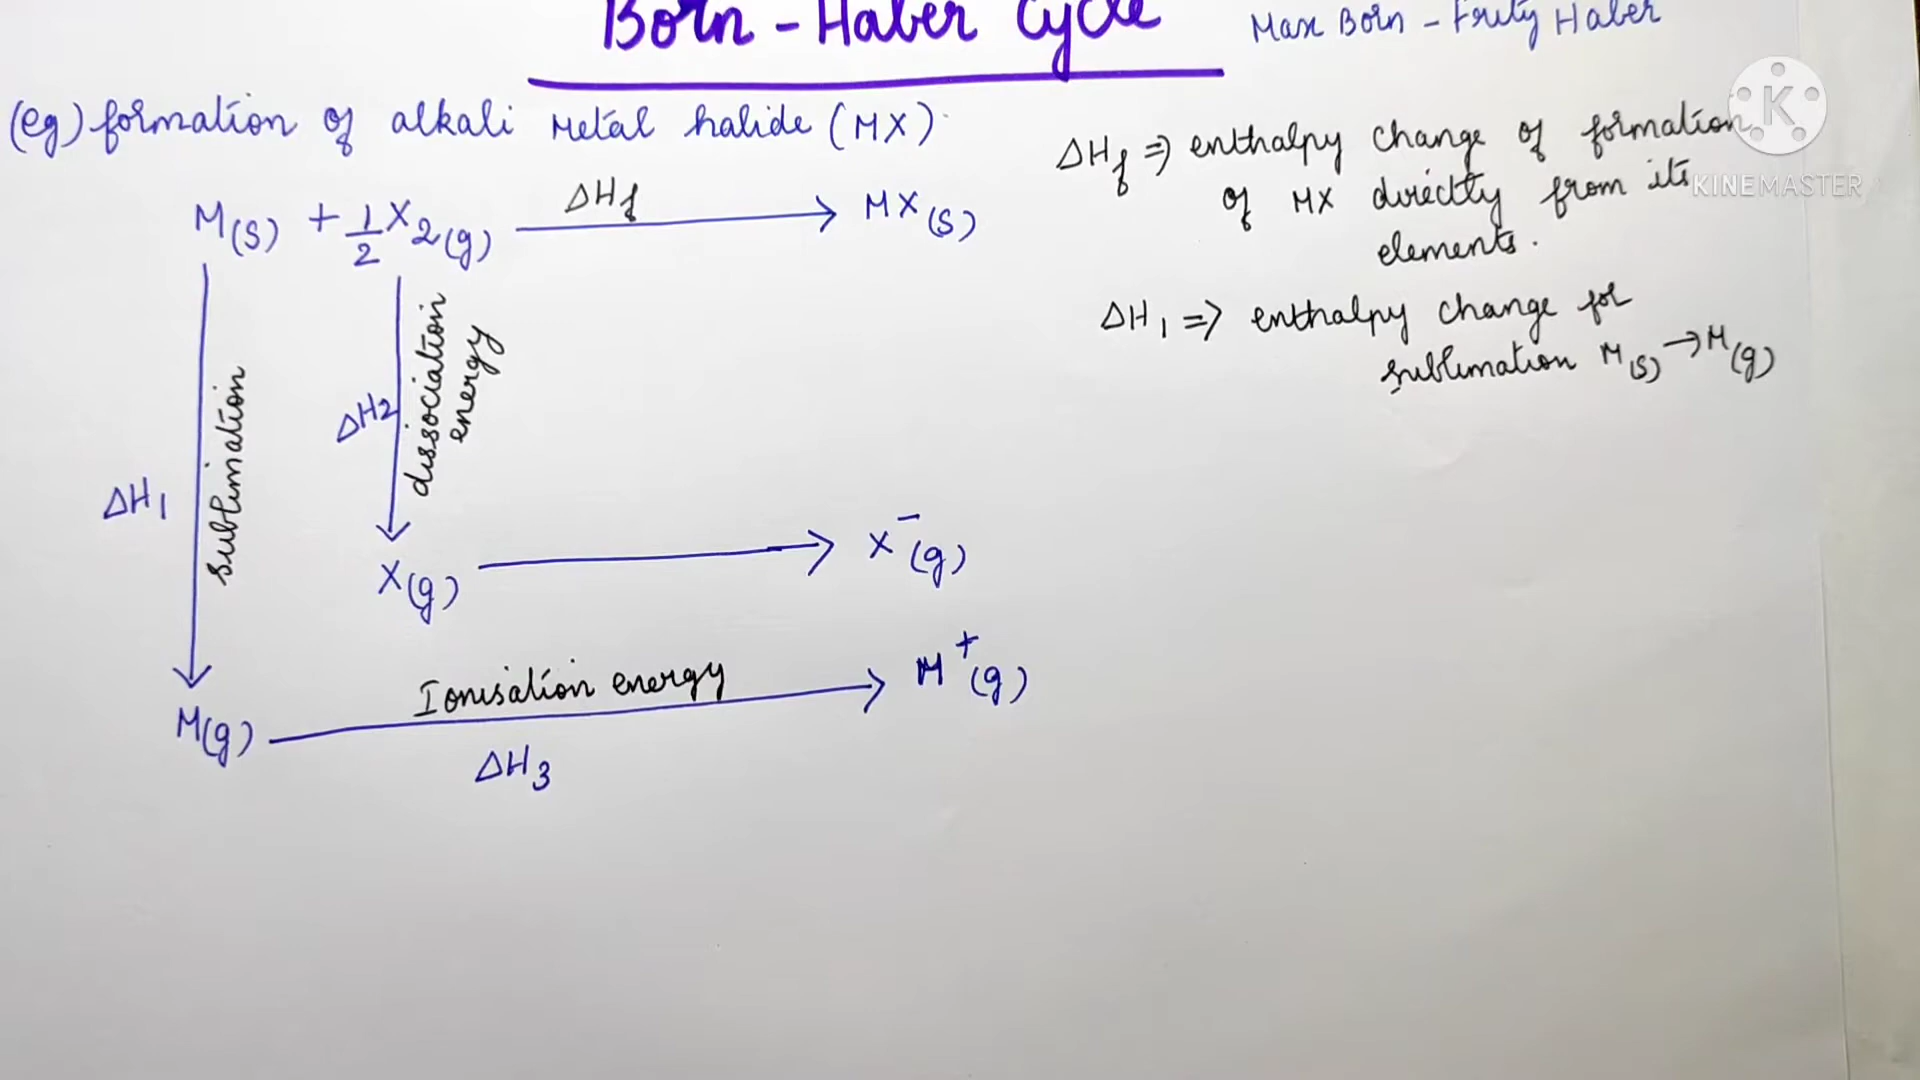 Born - Haber Cycle
Max Born - Fritz Haber
(eg) formation of alkali Metal halide (MX).
M(s) + 1/2 X2(g) → MX(s)
ΔHf
ΔH1
sublimation
ΔH2
dissociation
energy
X(g) → X⁻(g)
Ionisation energy
M(g) → M⁺(g)
ΔH3
ΔHf ⇒ enthalpy change of formation
of MX directly from its
elements.
ΔH1 ⇒ enthalpy change for
sublimation M(s) → M(g)
K
KINEMASTER